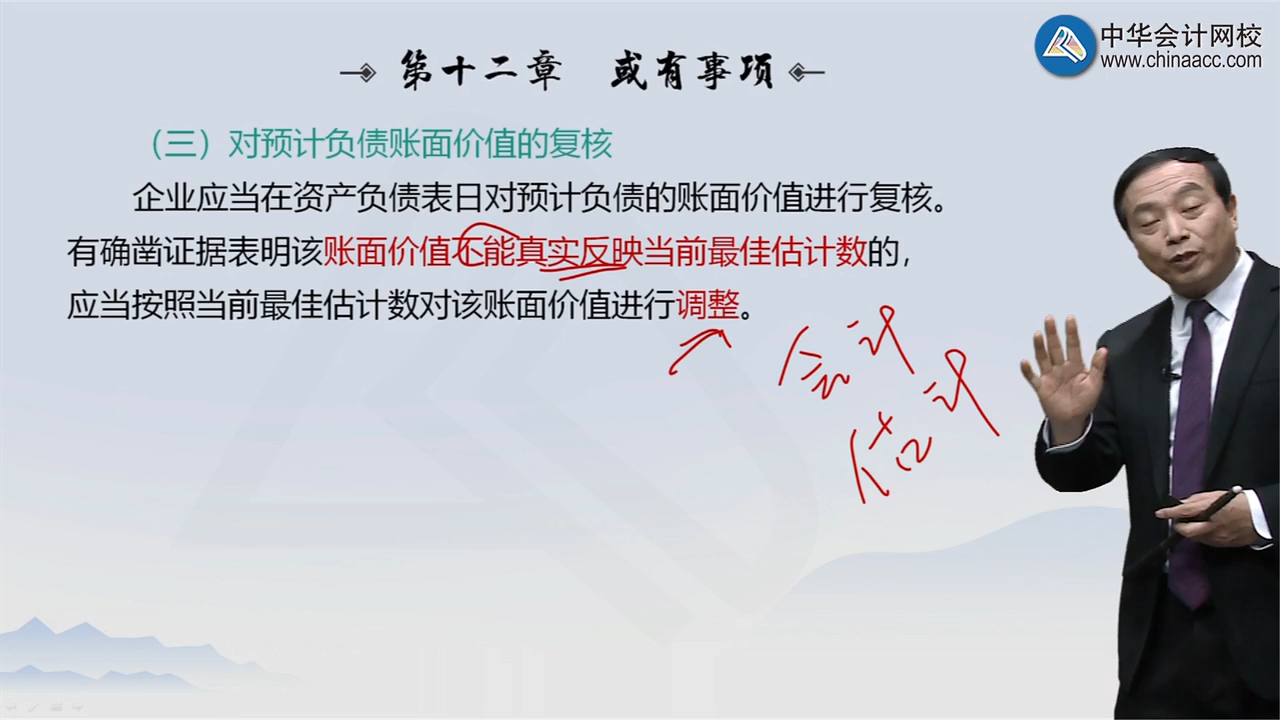 中华会计网校
www.chinaacc.com
第十二章 或有事项
（三）对预计负债账面价值的复核
企业应当在资产负债表日对预计负债的账面价值进行复核。
有确凿证据表明该账面价值不能真实反映当前最佳估计数的，
应当按照当前最佳估计数对该账面价值进行调整。
会计
估计